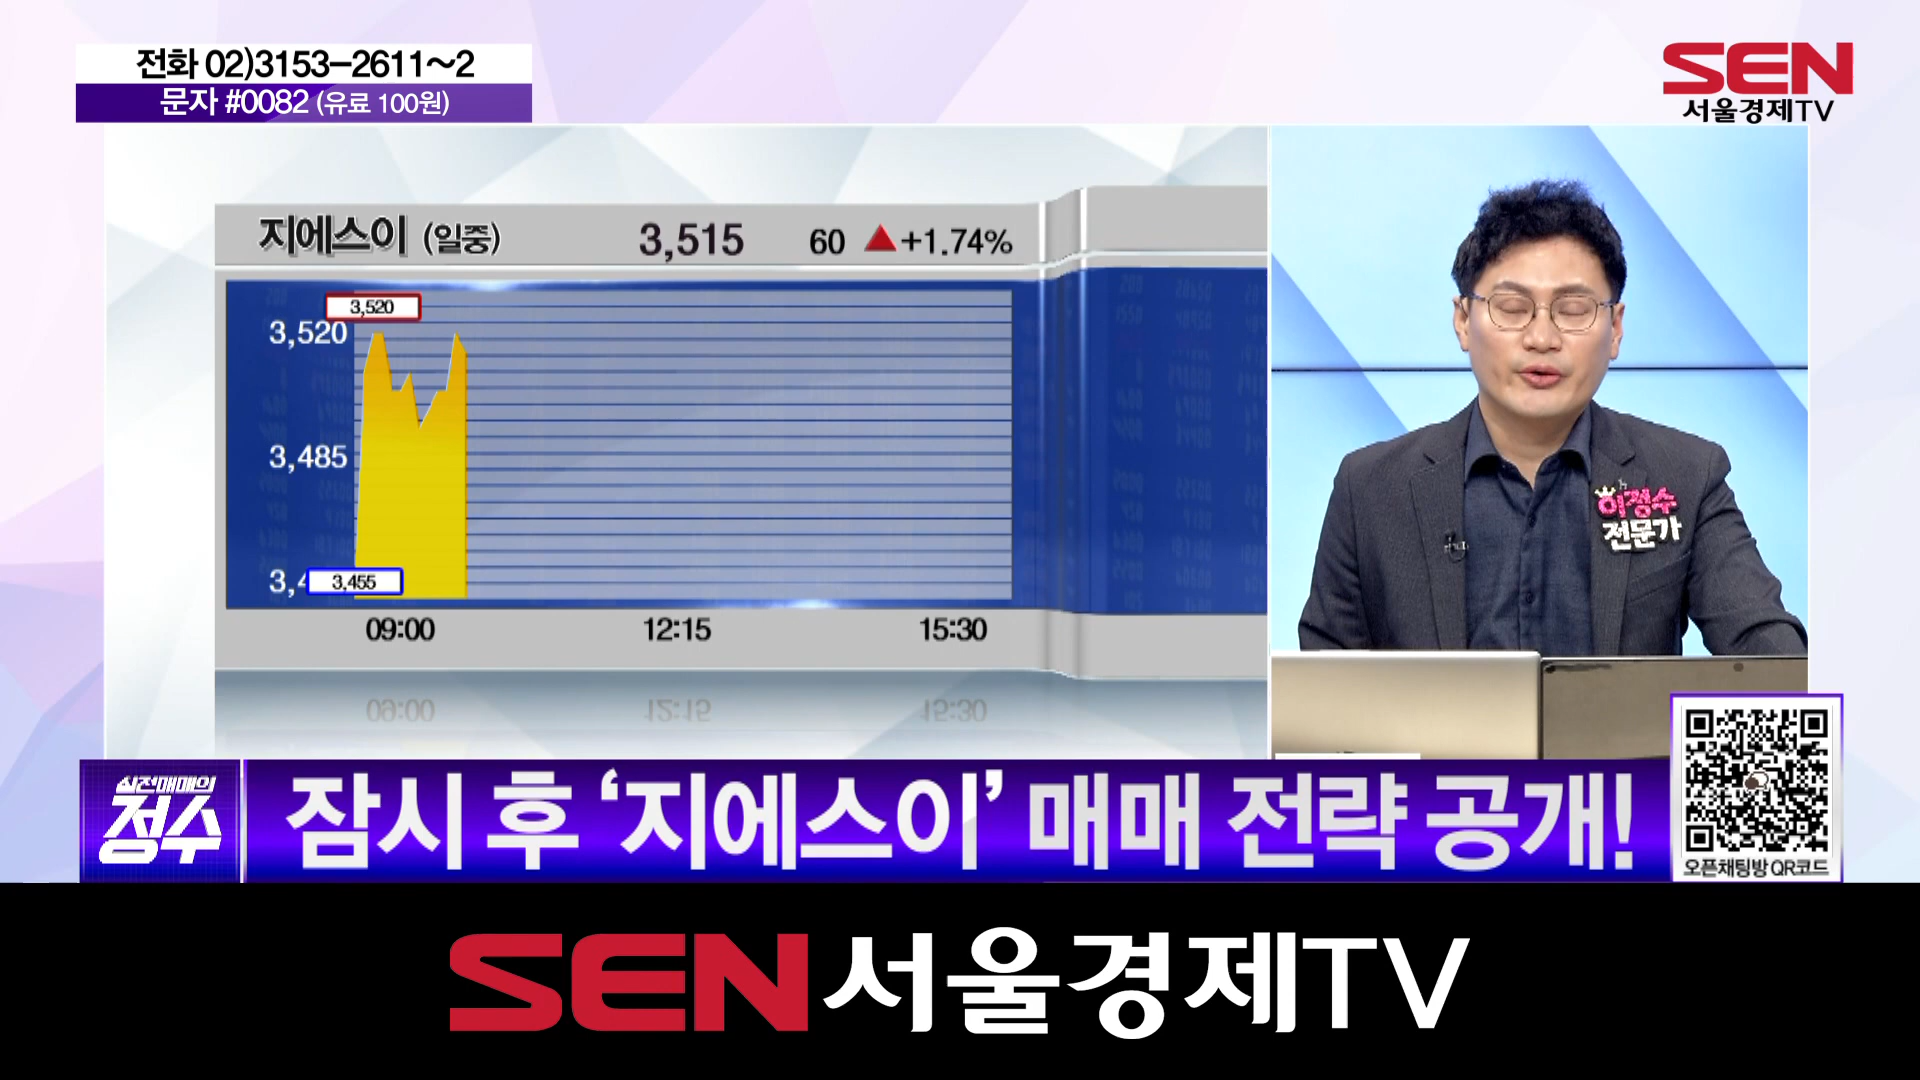 전화 02)3153-2611~2
문자 #0082 (유료 100원)
SEN
서울경제TV
지에스이 (일중) 3,515 60 ▲+1.74%
3,520
3,520
3,485
3,455
09:00 12:15 15:30
이정수
전문가
실전매매의
정수
잠시 후 ‘지에스이’ 매매 전략 공개!
오픈채팅방 QR코드
SEN 서울경제TV